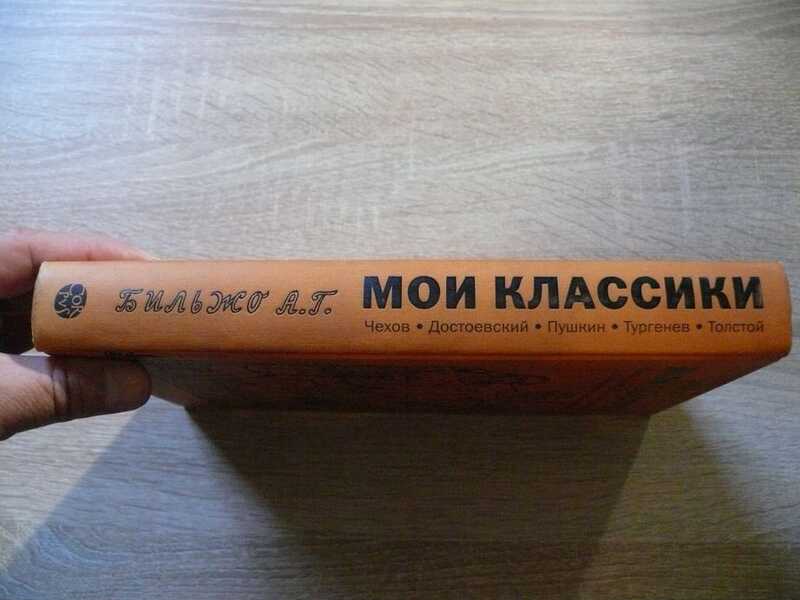 БИЛЬЖО А.Г.
МОИ КЛАССИКИ
Чехов • Достоевский • Пушкин • Тургенев • Толстой